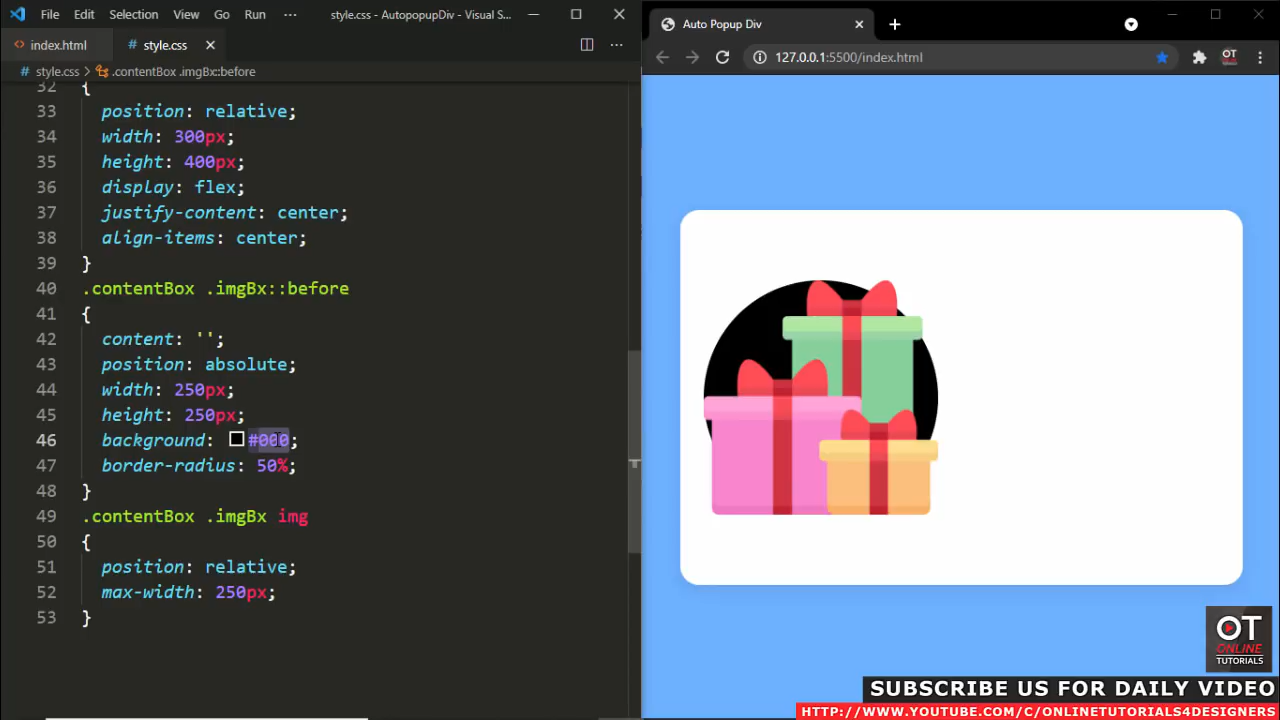 File Edit Selection View Go Run ··· style.css - AutopopupDiv - Visual S...
index.html # style.css
# style.css > .contentBox .imgBx:before
32 {
33 position: relative;
34 width: 300px;
35 height: 400px;
36 display: flex;
37 justify-content: center;
38 align-items: center;
39 }
40 .contentBox .imgBx::before
41 {
42 content: '';
43 position: absolute;
44 width: 250px;
45 height: 250px;
46 background: #000;
47 border-radius: 50%;
48 }
49 .contentBox .imgBx img
50 {
51 position: relative;
52 max-width: 250px;
53 }
Auto Popup Div
127.0.0.1:5500/index.html
OT
OT
ONLINE
TUTORIALS
SUBSCRIBE US FOR DAILY VIDEO
HTTP://WWW.YOUTUBE.COM/C/ONLINETUTORIALS4DESIGNERS